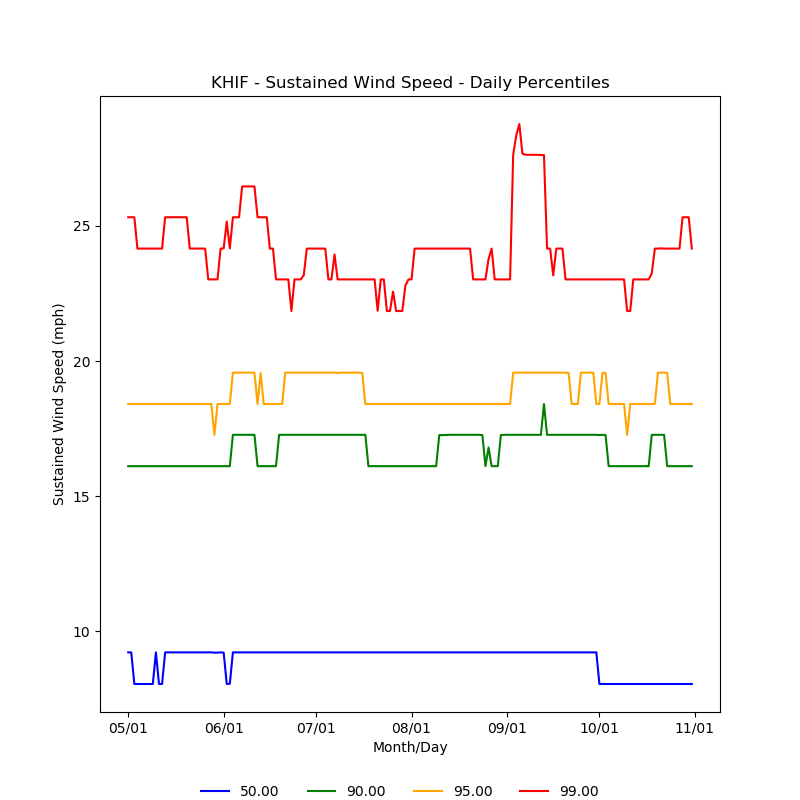 KHIF - Sustained Wind Speed - Daily Percentiles
Sustained Wind Speed (mph)
25
20
15
10
05/01 06/01 07/01 08/01 09/01 10/01 11/01
Month/Day
50.00 90.00 95.00 99.00